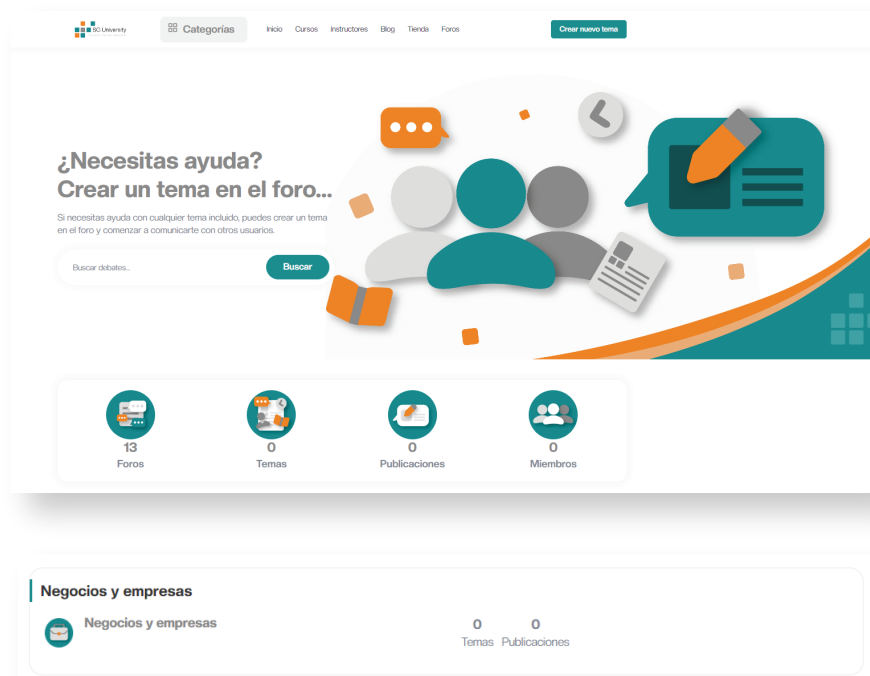 SG University
Categorías
Inicio Cursos Instructores Blog Tienda Foros
Crear nuevo tema
¿Necesitas ayuda?
Crear un tema en el foro...
Si necesitas ayuda con cualquier tema incluido, puedes crear un tema
en el foro y comenzar a comunicarte con otros usuarios.
Buscar debates... Buscar
13 0 0 0
Foros Temas Publicaciones Miembros
Negocios y empresas
Negocios y empresas
0 0
Temas Publicaciones